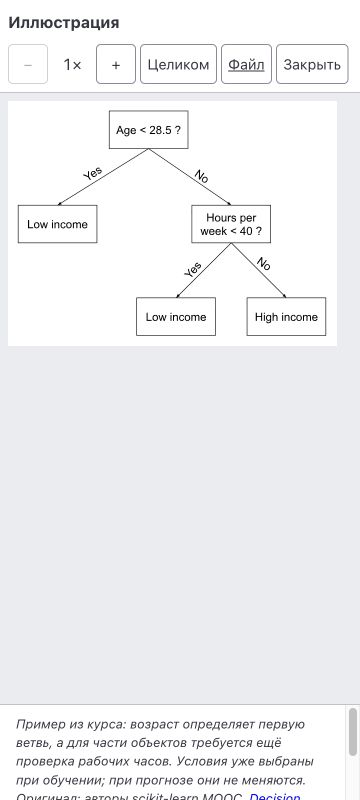 Иллюстрация
− 1× + Целиком Файл Закрыть
Age < 28.5 ?
Yes No
Low income
Hours per
week < 40 ?
Yes No
Low income High income
Пример из курса: возраст определяет первую
ветвь, а для части объектов требуется ещё
проверка рабочих часов. Условия уже выбраны
при обучении; при прогнозе они не меняются.
Оригинал: авторы scikit-learn MOOC, Decision